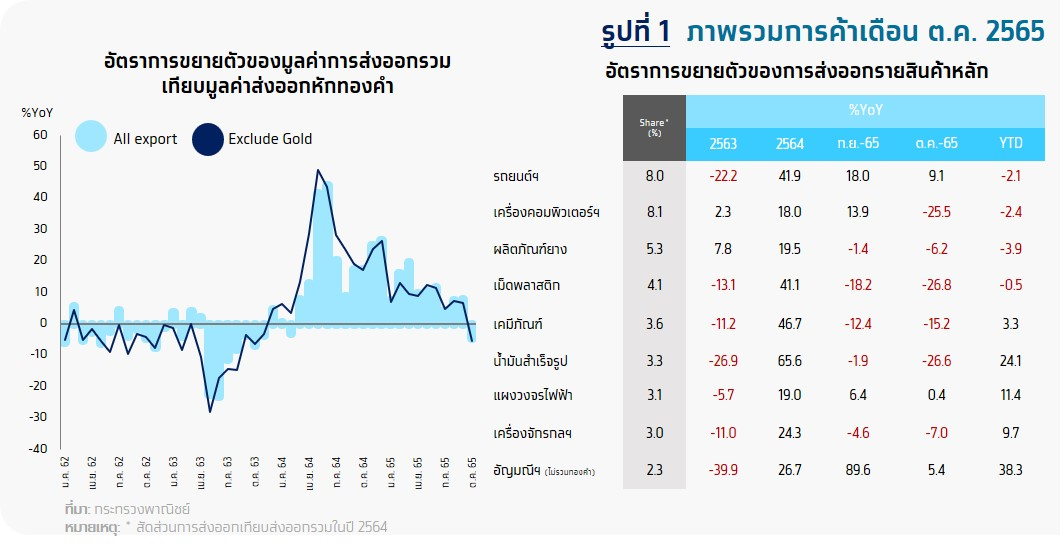 รูปที่ 1 ภาพรวมการค้าเดือน ต.ค. 2565
อัตราการขยายตัวของมูลค่าการส่งออกรวม
เทียบมูลค่าส่งออกหักทองคำ
%YoY
All export
Exclude Gold
60
50
40
30
20
10
0
-10
-20
-30
-40
ม.ค. 62
เม.ย. 62
ก.ค. 62
ต.ค. 62
ม.ค. 63
เม.ย. 63
ก.ค. 63
ต.ค. 63
ม.ค. 64
เม.ย. 64
ก.ค. 64
ต.ค. 64
ม.ค. 65
เม.ย. 65
ก.ค. 65
ต.ค. 65
ที่มา: กระทรวงพาณิชย์
หมายเหตุ: * สัดส่วนการส่งออกเทียบส่งออกรวมในปี 2564
อัตราการขยายตัวของการส่งออกรายสินค้าหลัก
Share* (%) %YoY
2563 2564 ก.ย.-65 ต.ค.-65 YTD
รถยนต์ฯ 8.0 -22.2 41.9 18.0 9.1 -2.1
เครื่องคอมพิวเตอร์ฯ 8.1 2.3 18.0 13.9 -25.5 -2.4
ผลิตภัณฑ์ยาง 5.3 7.8 19.5 -1.4 -6.2 -3.9
เม็ดพลาสติก 4.1 -13.1 41.1 -18.2 -26.8 -0.5
เคมีภัณฑ์ 3.6 -11.2 46.7 -12.4 -15.2 3.3
น้ำมันสำเร็จรูป 3.3 -26.9 65.6 -1.9 -26.6 24.1
แผงวงจรไฟฟ้า 3.1 -5.7 19.0 6.4 0.4 11.4
เครื่องจักรกลฯ 3.0 -11.0 24.3 -4.6 -7.0 9.7
อัญมณีฯ (ไม่รวมทองคำ) 2.3 -39.9 26.7 89.6 5.4 38.3